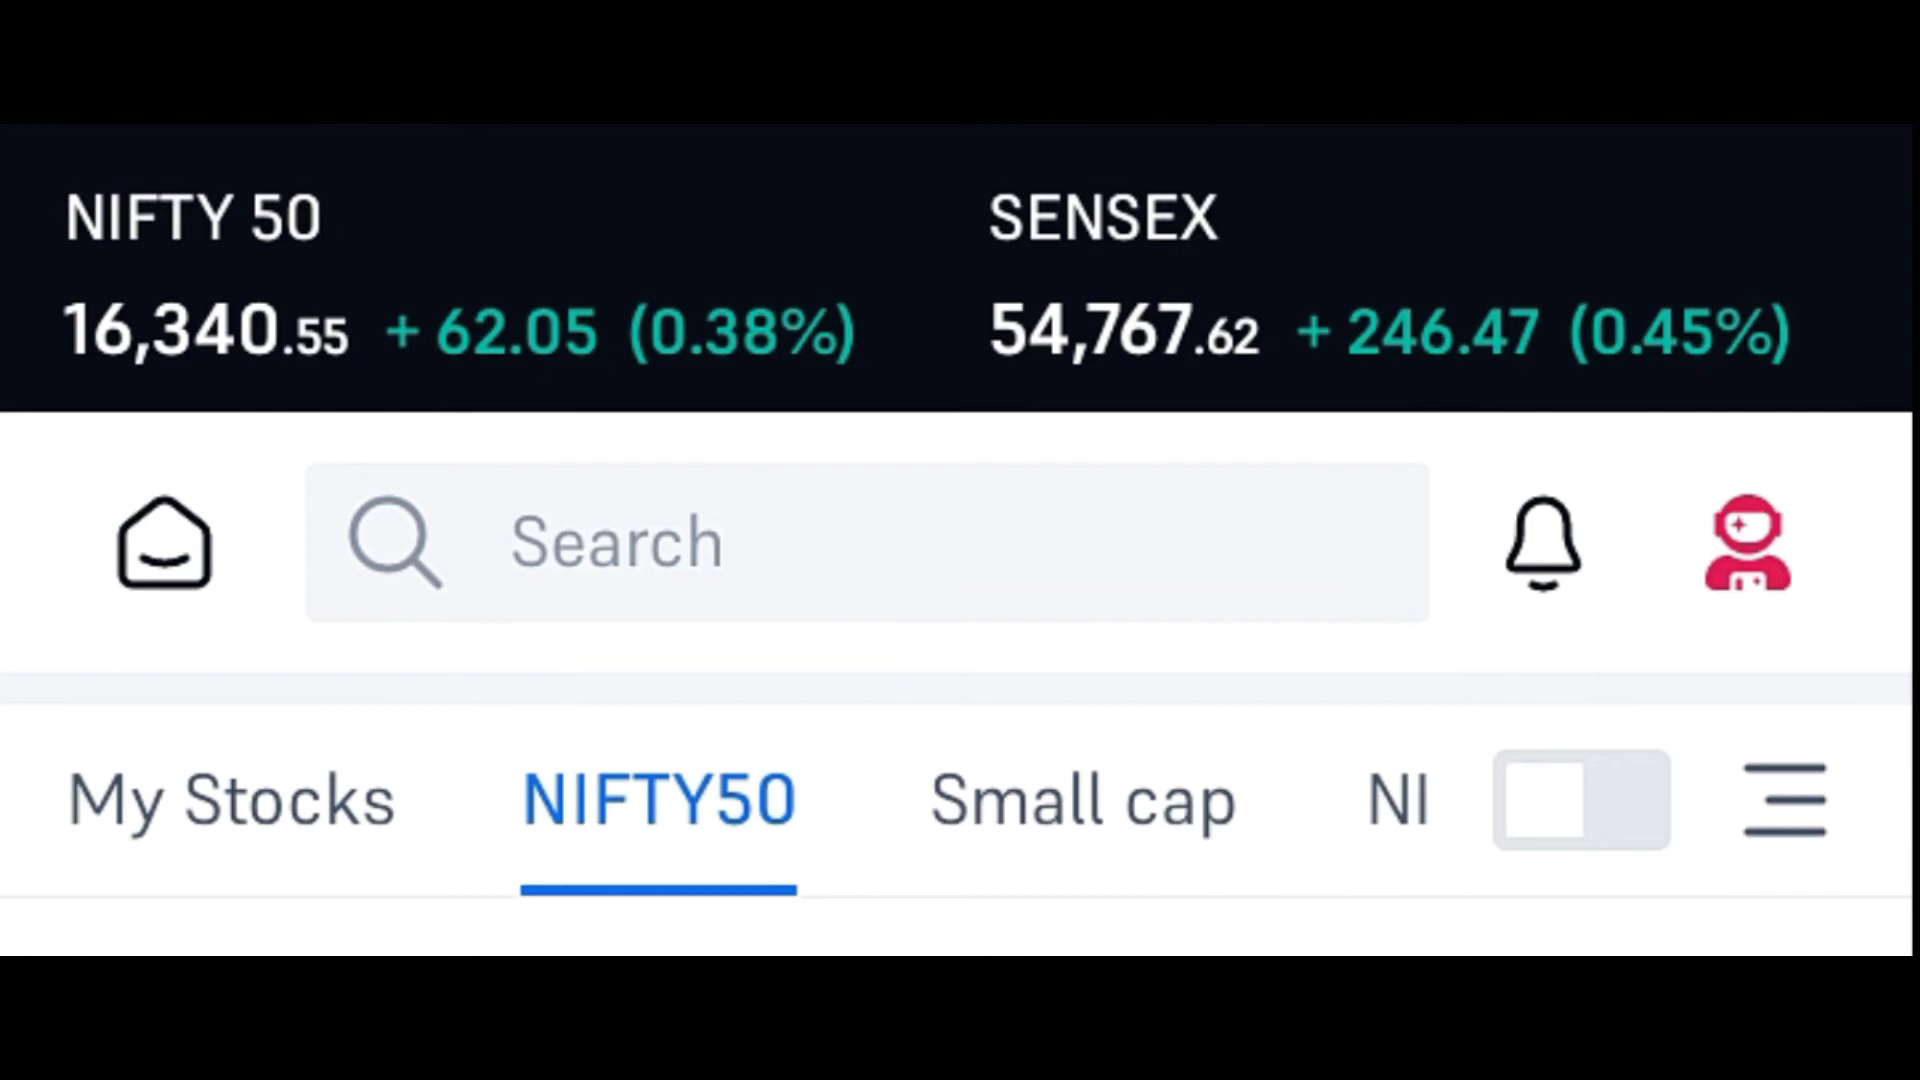 NIFTY 50 SENSEX
16,340.55 + 62.05 (0.38%) 54,767.62 + 246.47 (0.45%)
Search
My Stocks NIFTY50 Small cap NI